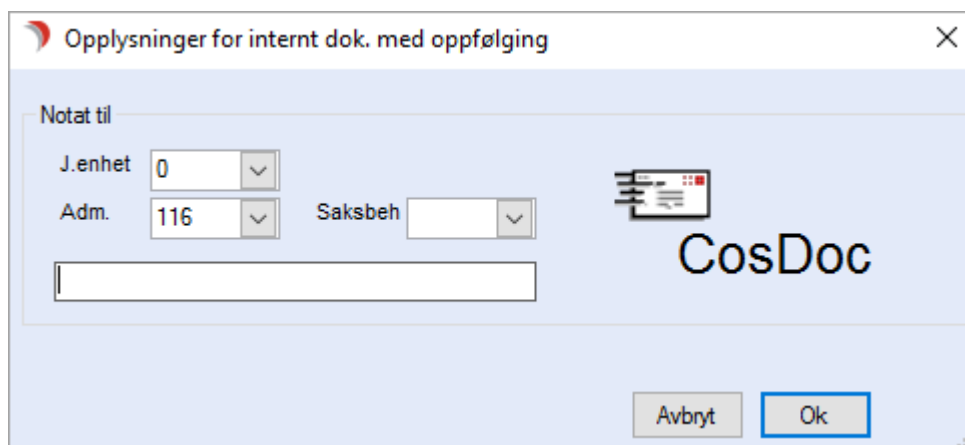 Opplysninger for internt dok. med oppfølging
Notat til
J.enhet 0
Adm. 116 Saksbeh
CosDoc
Avbryt Ok